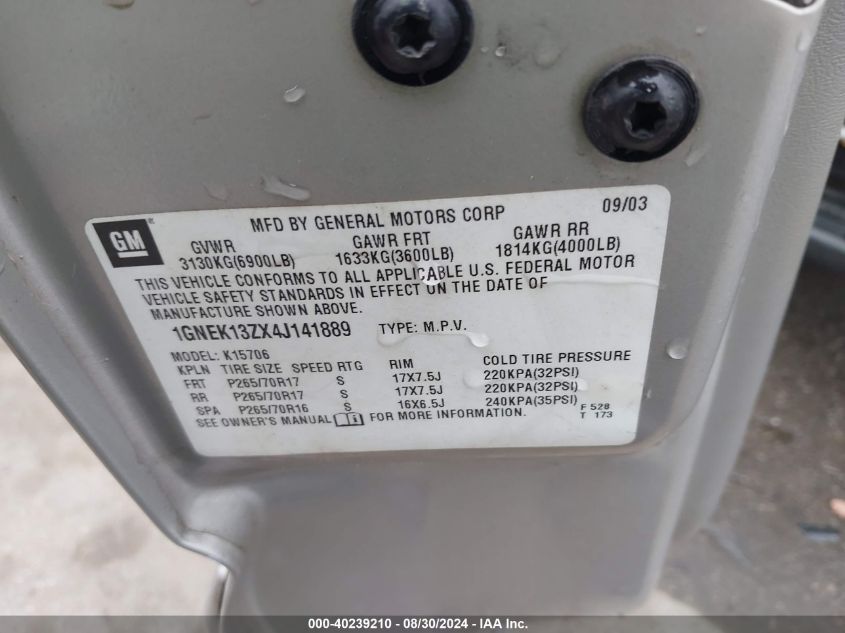 GM
®
MFD BY GENERAL MOTORS CORP 09/03
GVWR GAWR FRT GAWR RR
3130KG(6900LB) 1633KG(3600LB) 1814KG(4000LB)
THIS VEHICLE CONFORMS TO ALL APPLICABLE U.S. FEDERAL MOTOR
VEHICLE SAFETY STANDARDS IN EFFECT ON THE DATE OF
MANUFACTURE SHOWN ABOVE.
1GNEK13ZX4J141889 TYPE: M.P.V.
MODEL: K15706
KPLN TIRE SIZE SPEED RTG RIM COLD TIRE PRESSURE
FRT P265/70R17 S 17X7.5J 220KPA(32PSI)
RR P265/70R17 S 17X7.5J 220KPA(32PSI)
SPA P265/70R16 S 16X6.5J 240KPA(35PSI)
SEE OWNER'S MANUAL FOR MORE INFORMATION.
F 528
T 173
000-40239210 - 08/30/2024 - IAA Inc.